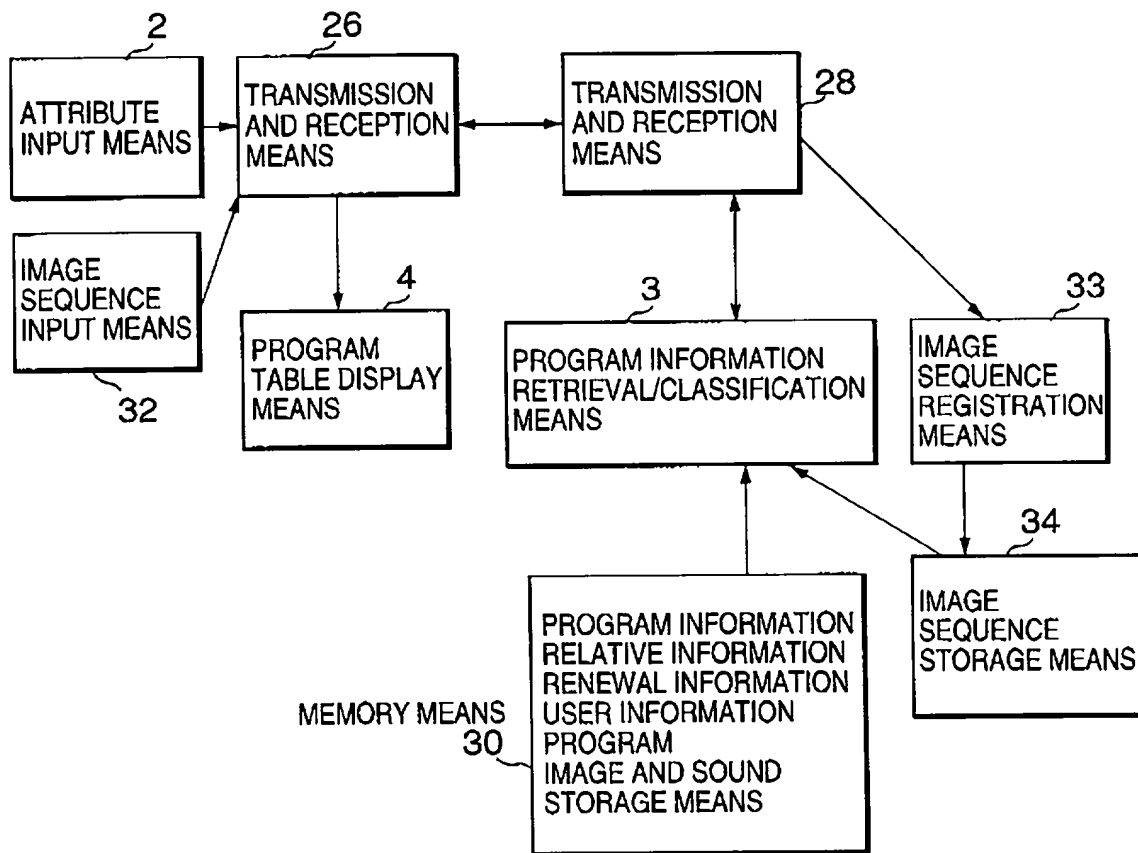 2
ATTRIBUTE
INPUT MEANS
26
TRANSMISSION
AND RECEPTION
MEANS
TRANSMISSION
AND RECEPTION
MEANS
28
IMAGE
SEQUENCE
INPUT MEANS
32
4
PROGRAM
TABLE DISPLAY
MEANS
3
PROGRAM INFORMATION
RETRIEVAL/CLASSIFICATION
MEANS
33
IMAGE
SEQUENCE
REGISTRATION
MEANS
34
IMAGE
SEQUENCE
STORAGE MEANS
MEMORY MEANS
30
PROGRAM INFORMATION
RELATIVE INFORMATION
RENEWAL INFORMATION
USER INFORMATION
PROGRAM
IMAGE AND SOUND
STORAGE MEANS